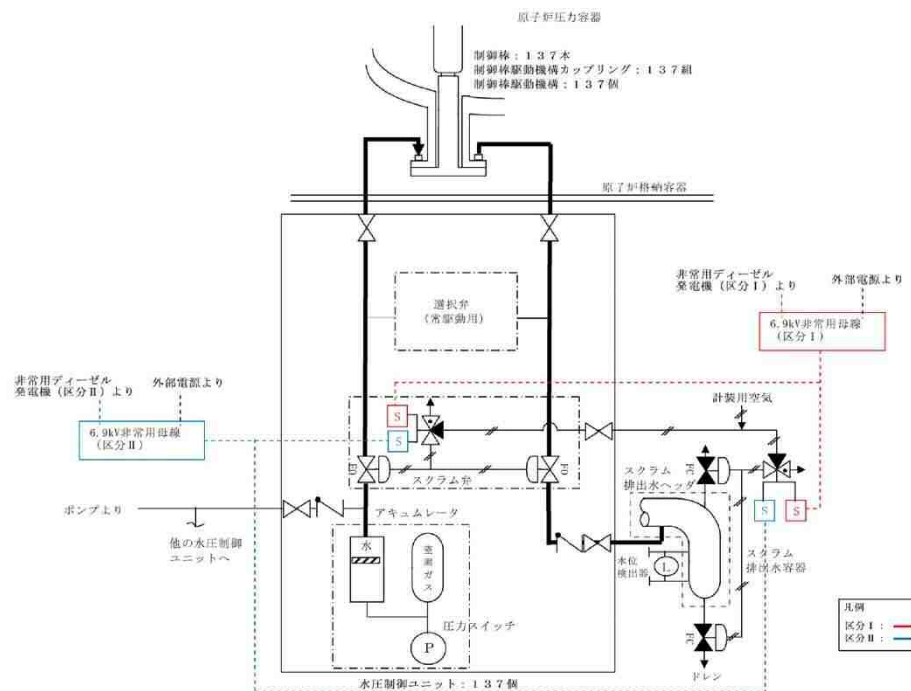 原子炉圧力容器
制御棒：１３７本
制御棒駆動機構カップリング：１３７組
制御棒駆動機構：１３７個
原子炉格納容器
非常用ディーゼル
発電機（区分Ⅰ）より
外部電源より
6.9kV非常用母線
（区分Ⅰ）
選択弁
（常駆動用）
非常用ディーゼル
発電機（区分Ⅱ）より
外部電源より
6.9kV非常用母線
（区分Ⅱ）
S
S
計装用空気
FO
スクラム弁
FO
スクラム
排出水ヘッダ
FC
S
S
ポンプより
アキュムレータ
他の水圧制御
ユニットへ
水
窒素ガス
水位
検出器
L
スクラム
排出水容器
圧力スイッチ
P
FC
ドレン
水圧制御ユニット：１３７個
凡例
区分Ⅰ：
区分Ⅱ：